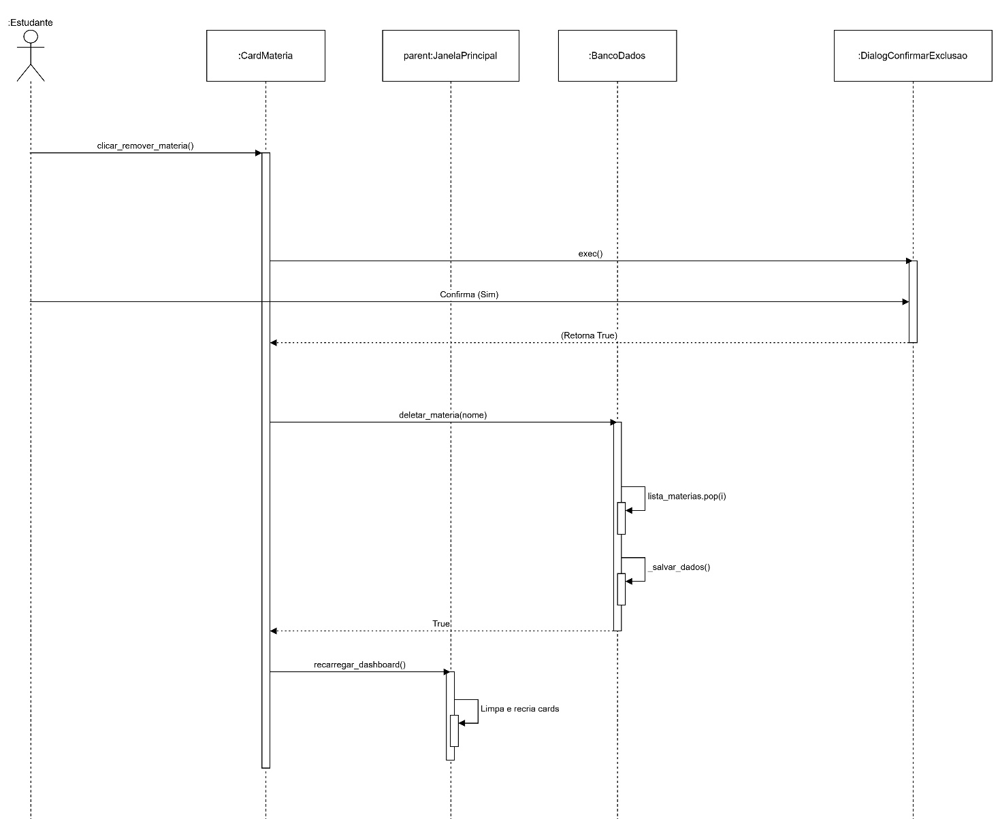 :Estudante
:CardMateria
parent:JanelaPrincipal
:BancoDados
:DialogConfirmarExclusao
clicar_remover_materia()
exec()
Confirma (Sim)
(Retorna True)
deletar_materia(nome)
lista_materias.pop(i)
_salvar_dados()
True
recarregar_dashboard()
Limpa e recria cards